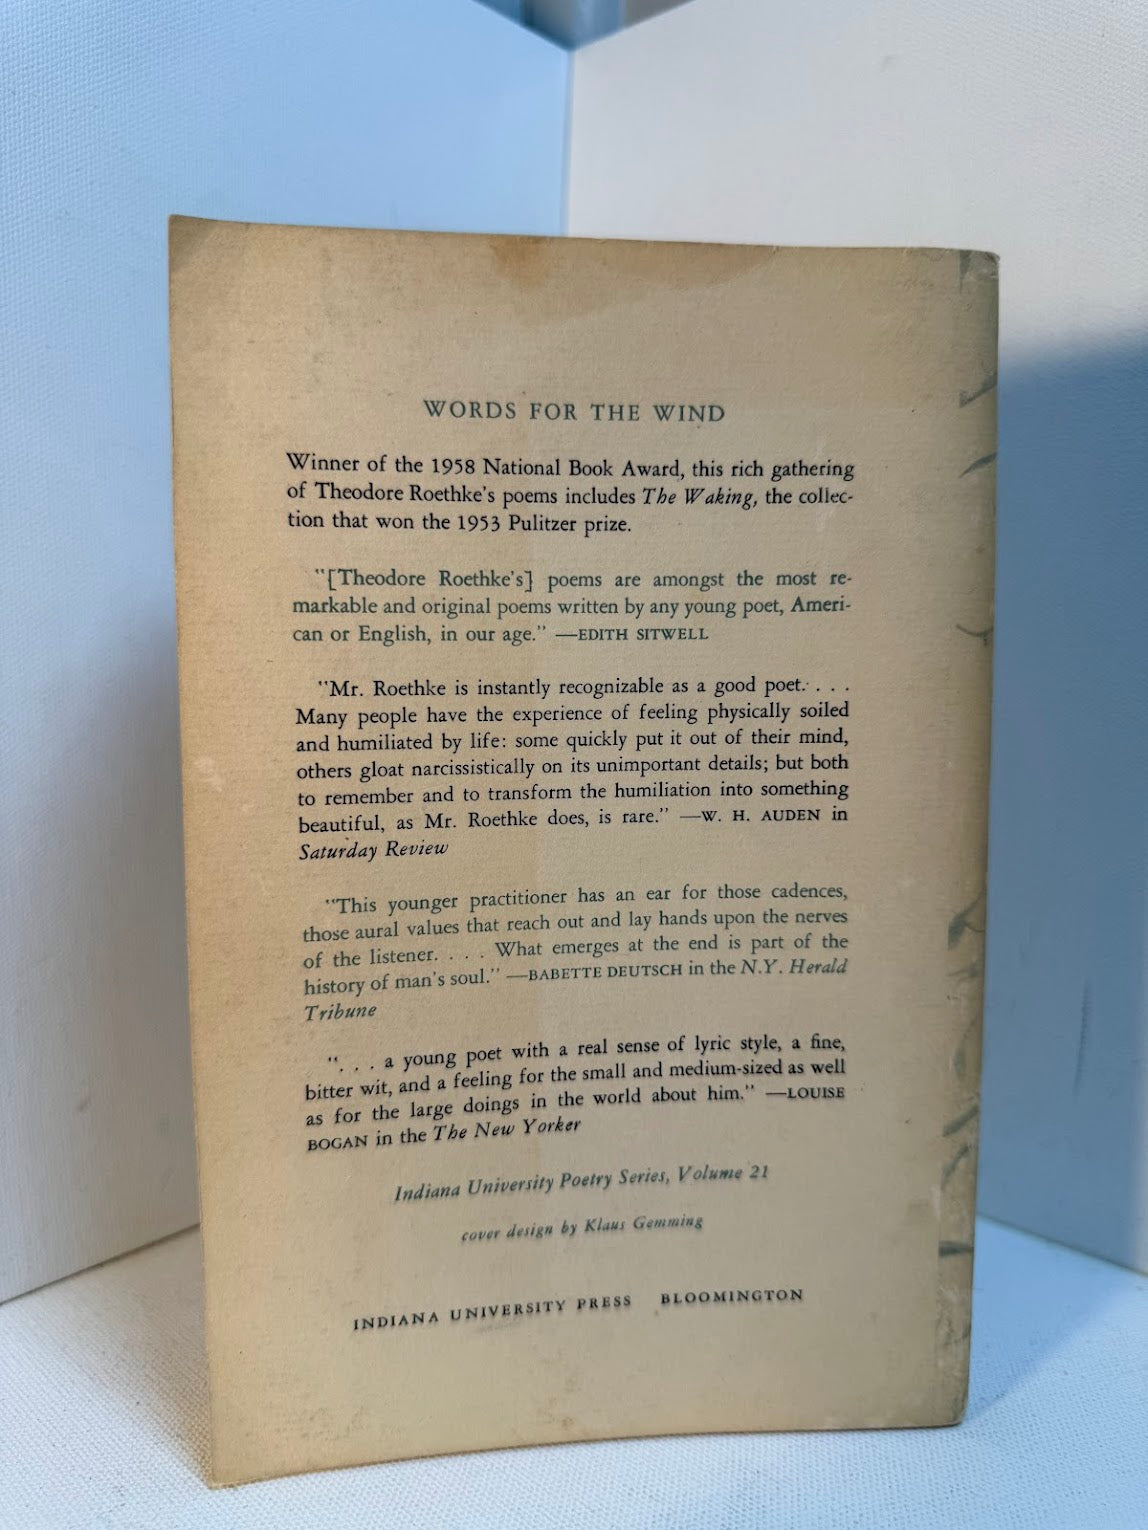 WORDS FOR THE WIND
Winner of the 1958 National Book Award, this rich gathering
of Theodore Roethke's poems includes The Waking, the collec-
tion that won the 1953 Pulitzer prize.
"[Theodore Roethke's] poems are amongst the most re-
markable and original poems written by any young poet, Ameri-
can or English, in our age." —EDITH SITWELL
"Mr. Roethke is instantly recognizable as a good poet. . . .
Many people have the experience of feeling physically soiled
and humiliated by life: some quickly put it out of their mind,
others gloat narcissistically on its unimportant details; but both
to remember and to transform the humiliation into something
beautiful, as Mr. Roethke does, is rare." —W. H. AUDEN in
Saturday Review
"This younger practitioner has an ear for those cadences,
those aural values that reach out and lay hands upon the nerves
of the listener. . . . What emerges at the end is part of the
history of man's soul." —BABETTE DEUTSCH in the N.Y. Herald
Tribune
". . . a young poet with a real sense of lyric style, a fine,
bitter wit, and a feeling for the small and medium-sized as well
as for the large doings in the world about him." —LOUISE
BOGAN in the The New Yorker
Indiana University Poetry Series, Volume 21
cover design by Klaus Gemming
INDIANA UNIVERSITY PRESS BLOOMINGTON